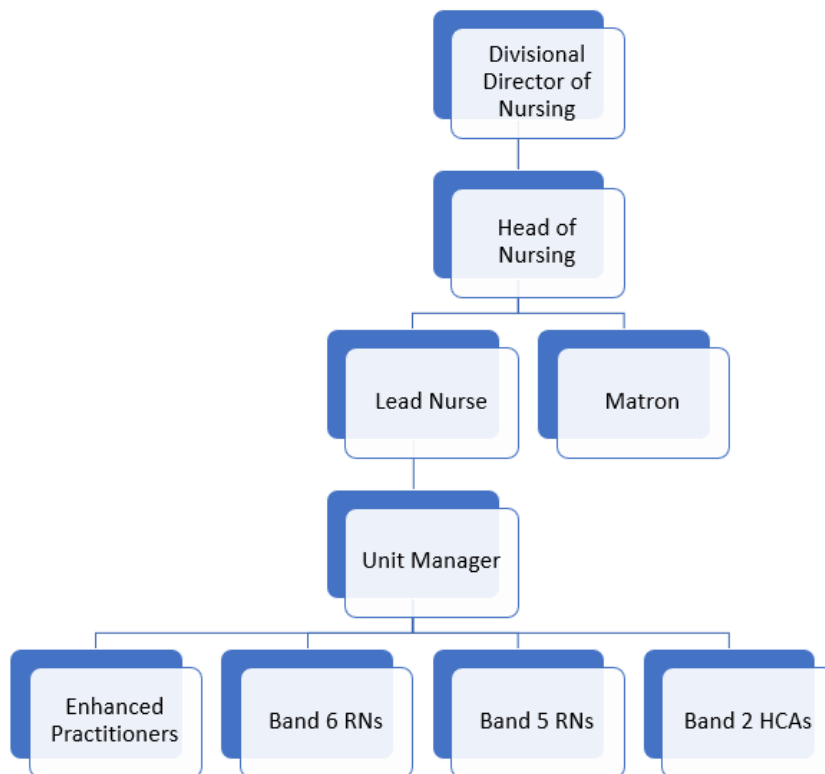 Divisional
Director of
Nursing
Head of
Nursing
Lead Nurse
Matron
Unit Manager
Enhanced
Practitioners
Band 6 RNs
Band 5 RNs
Band 2 HCAs